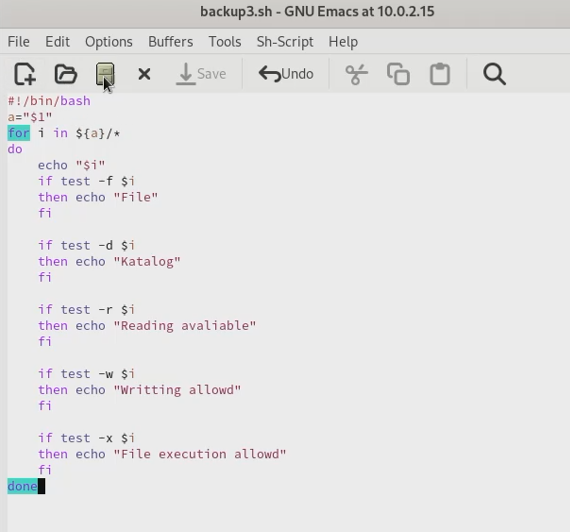 backup3.sh - GNU Emacs at 10.0.2.15
File Edit Options Buffers Tools Sh-Script Help
Save Undo
#!/bin/bash
a="$1"
for i in ${a}/*
do
    echo "$i"
    if test -f $i
    then echo "File"
    fi

    if test -d $i
    then echo "Katalog"
    fi

    if test -r $i
    then echo "Reading avaliable"
    fi

    if test -w $i
    then echo "Writting allowd"
    fi

    if test -x $i
    then echo "File execution allowd"
    fi
done